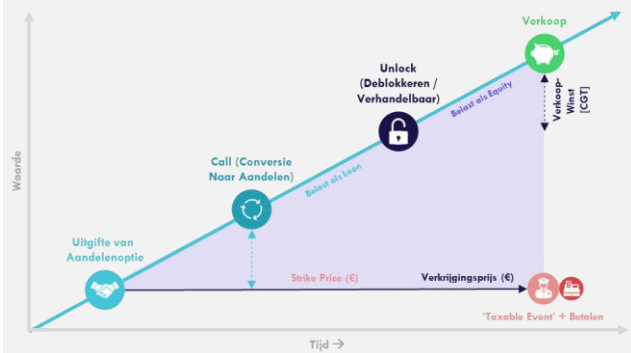 Verkoop
Unlock
(Deblokkeren /
Verhandelbaar)
Belast als Equity
Verkoop-
Winst
[CGT]
Call (Conversie
Naar Aandelen)
Belast als Loon
Waarde
Uitgifte van
Aandelenoptie
Strike Price (€)
Verkrijgingsprijs (€)
'Taxable Event' + Betalen
Tijd →